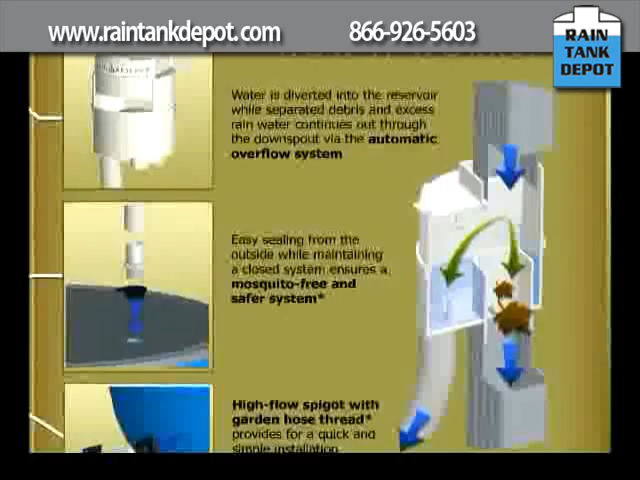 www.raintankdepot.com 866-926-5603
RAIN
TANK
DEPOT
Water is diverted into the reservoir
while separated debris and excess
rain water continues out through
the downspout via the automatic
overflow system
Easy sealing from the
outside while maintaining
a closed system ensures a
mosquito-free and
safer system*
High-flow spigot with
garden hose thread*
provides for a quick and
simple installation